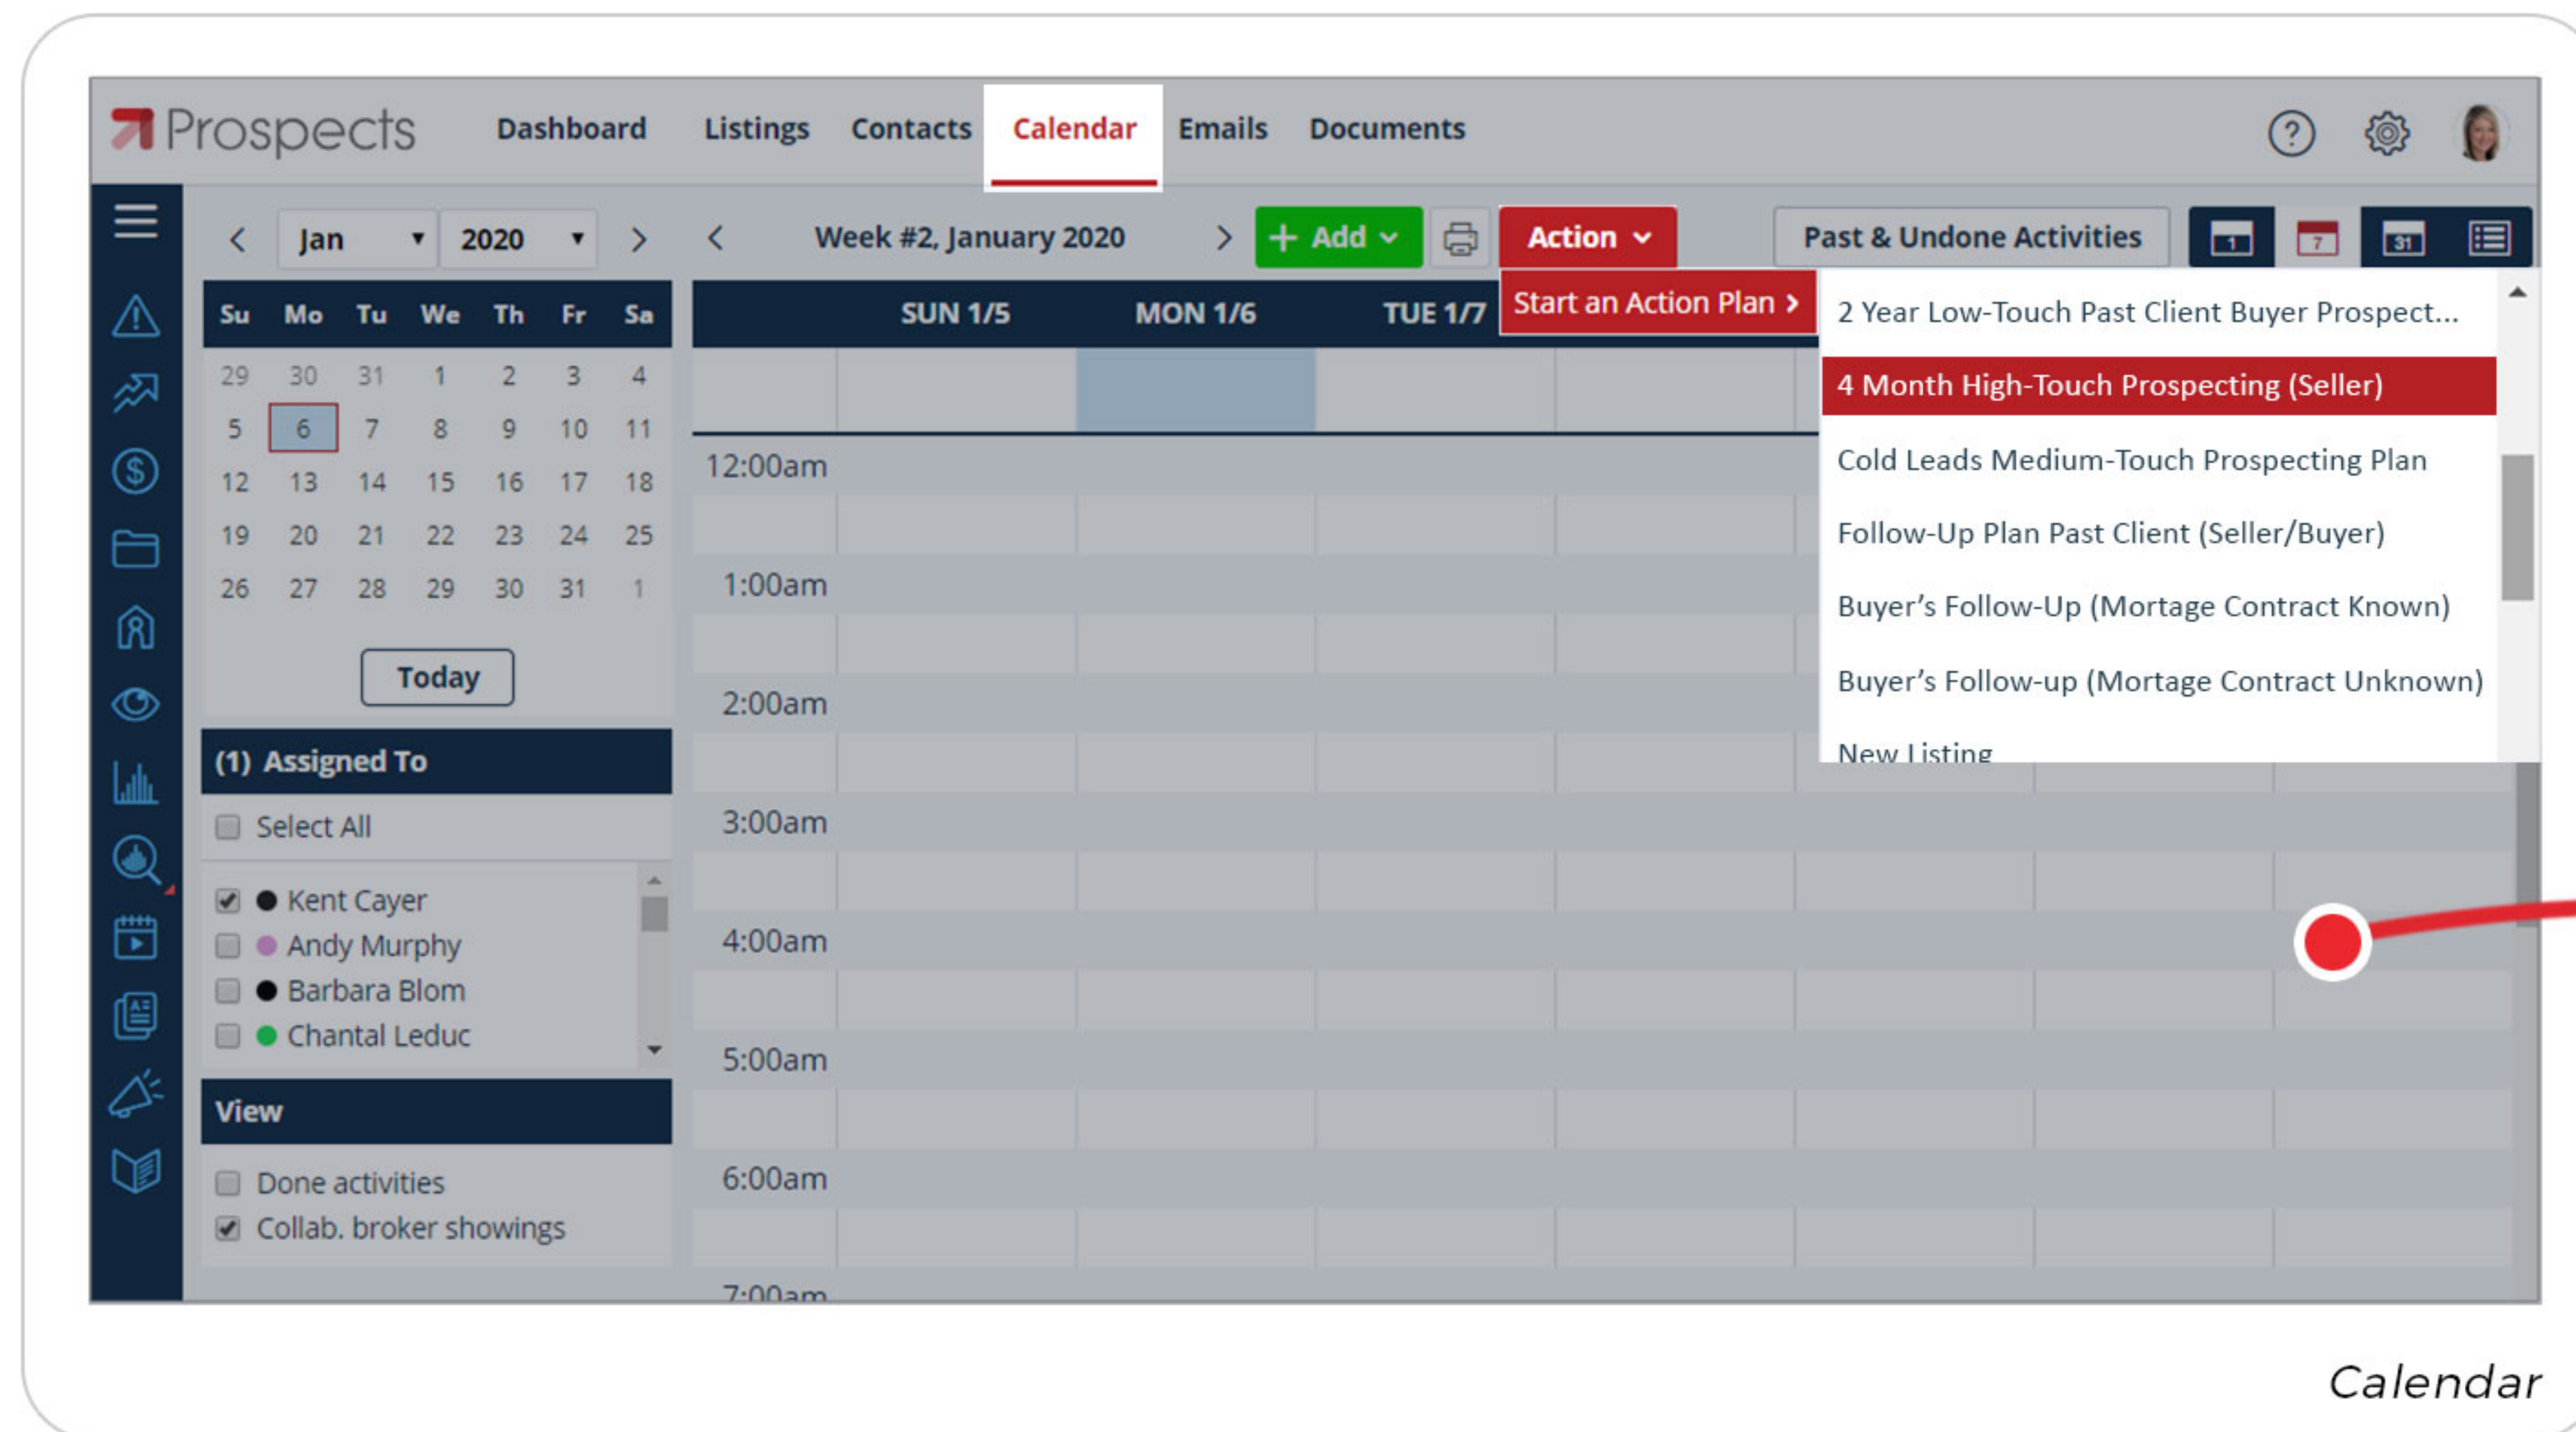 Prospects
Dashboard Listings Contacts Calendar Emails Documents
?
Jan 2020
Week #2, January 2020
+ Add
Action
Past & Undone Activities
1 7 31
Su Mo Tu We Th Fr Sa
29 30 31 1 2 3 4
5 6 7 8 9 10 11
12 13 14 15 16 17 18
19 20 21 22 23 24 25
26 27 28 29 30 31 1
Today
(1) Assigned To
Select All
Kent Cayer
Andy Murphy
Barbara Blom
Chantal Leduc
View
Done activities
Collab. broker showings
SUN 1/5 MON 1/6 TUE 1/7
12:00am
1:00am
2:00am
3:00am
4:00am
5:00am
6:00am
7:00am
Start an Action Plan >
2 Year Low-Touch Past Client Buyer Prospect...
4 Month High-Touch Prospecting (Seller)
Cold Leads Medium-Touch Prospecting Plan
Follow-Up Plan Past Client (Seller/Buyer)
Buyer’s Follow-Up (Mortage Contract Known)
Buyer’s Follow-up (Mortage Contract Unknown)
New Listing
Calendar